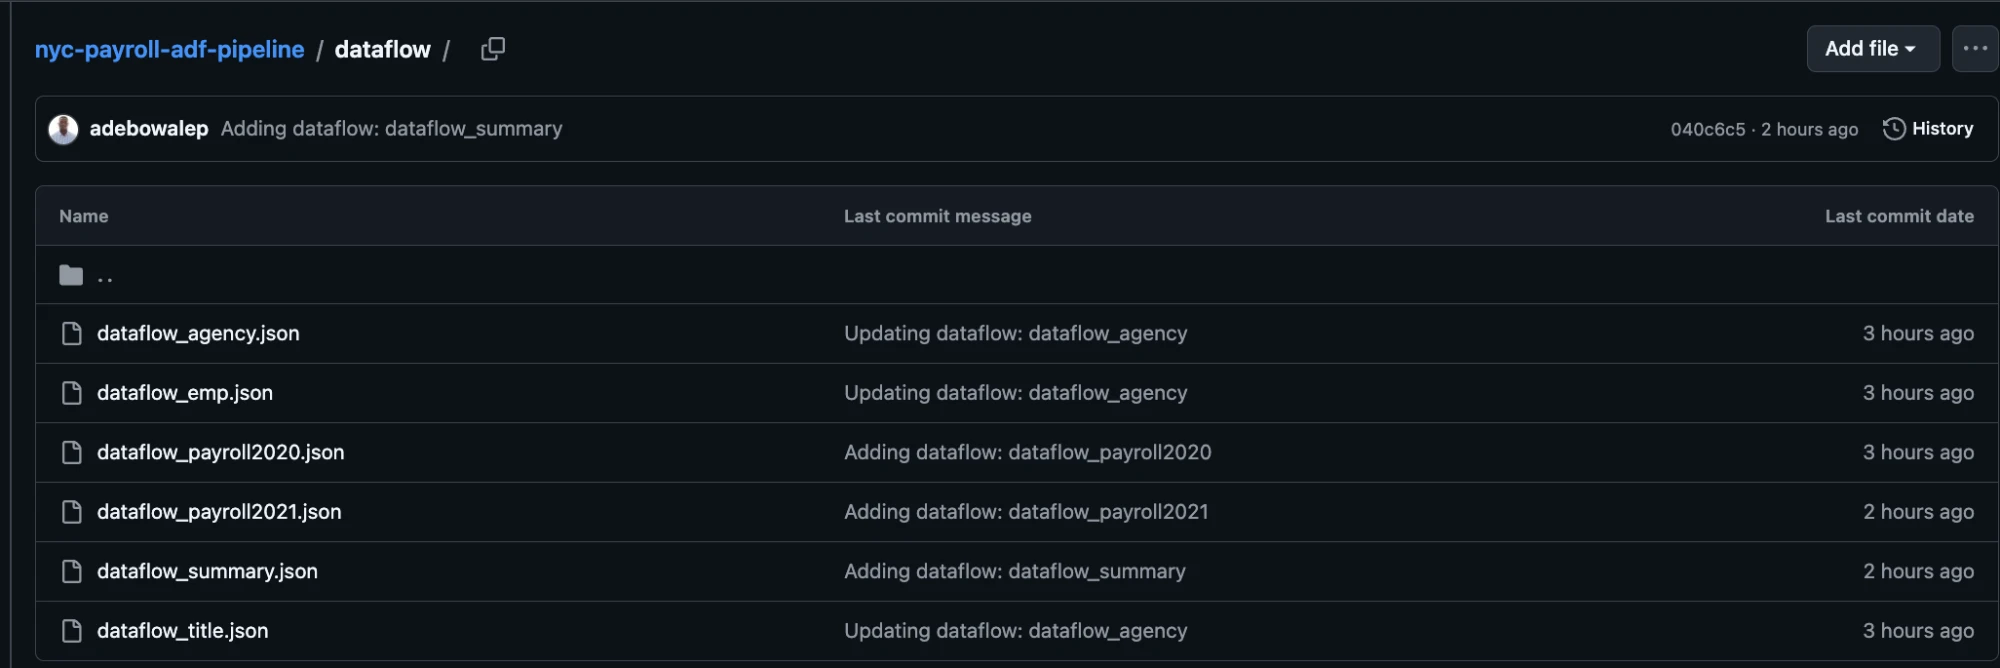 nyc-payroll-adf-pipeline / dataflow / Add file ...
adebowalep Adding dataflow: dataflow_summary 040c6c5 · 2 hours ago History
Name Last commit message Last commit date
..
dataflow_agency.json Updating dataflow: dataflow_agency 3 hours ago
dataflow_emp.json Updating dataflow: dataflow_agency 3 hours ago
dataflow_payroll2020.json Adding dataflow: dataflow_payroll2020 3 hours ago
dataflow_payroll2021.json Adding dataflow: dataflow_payroll2021 2 hours ago
dataflow_summary.json Adding dataflow: dataflow_summary 2 hours ago
dataflow_title.json Updating dataflow: dataflow_agency 3 hours ago